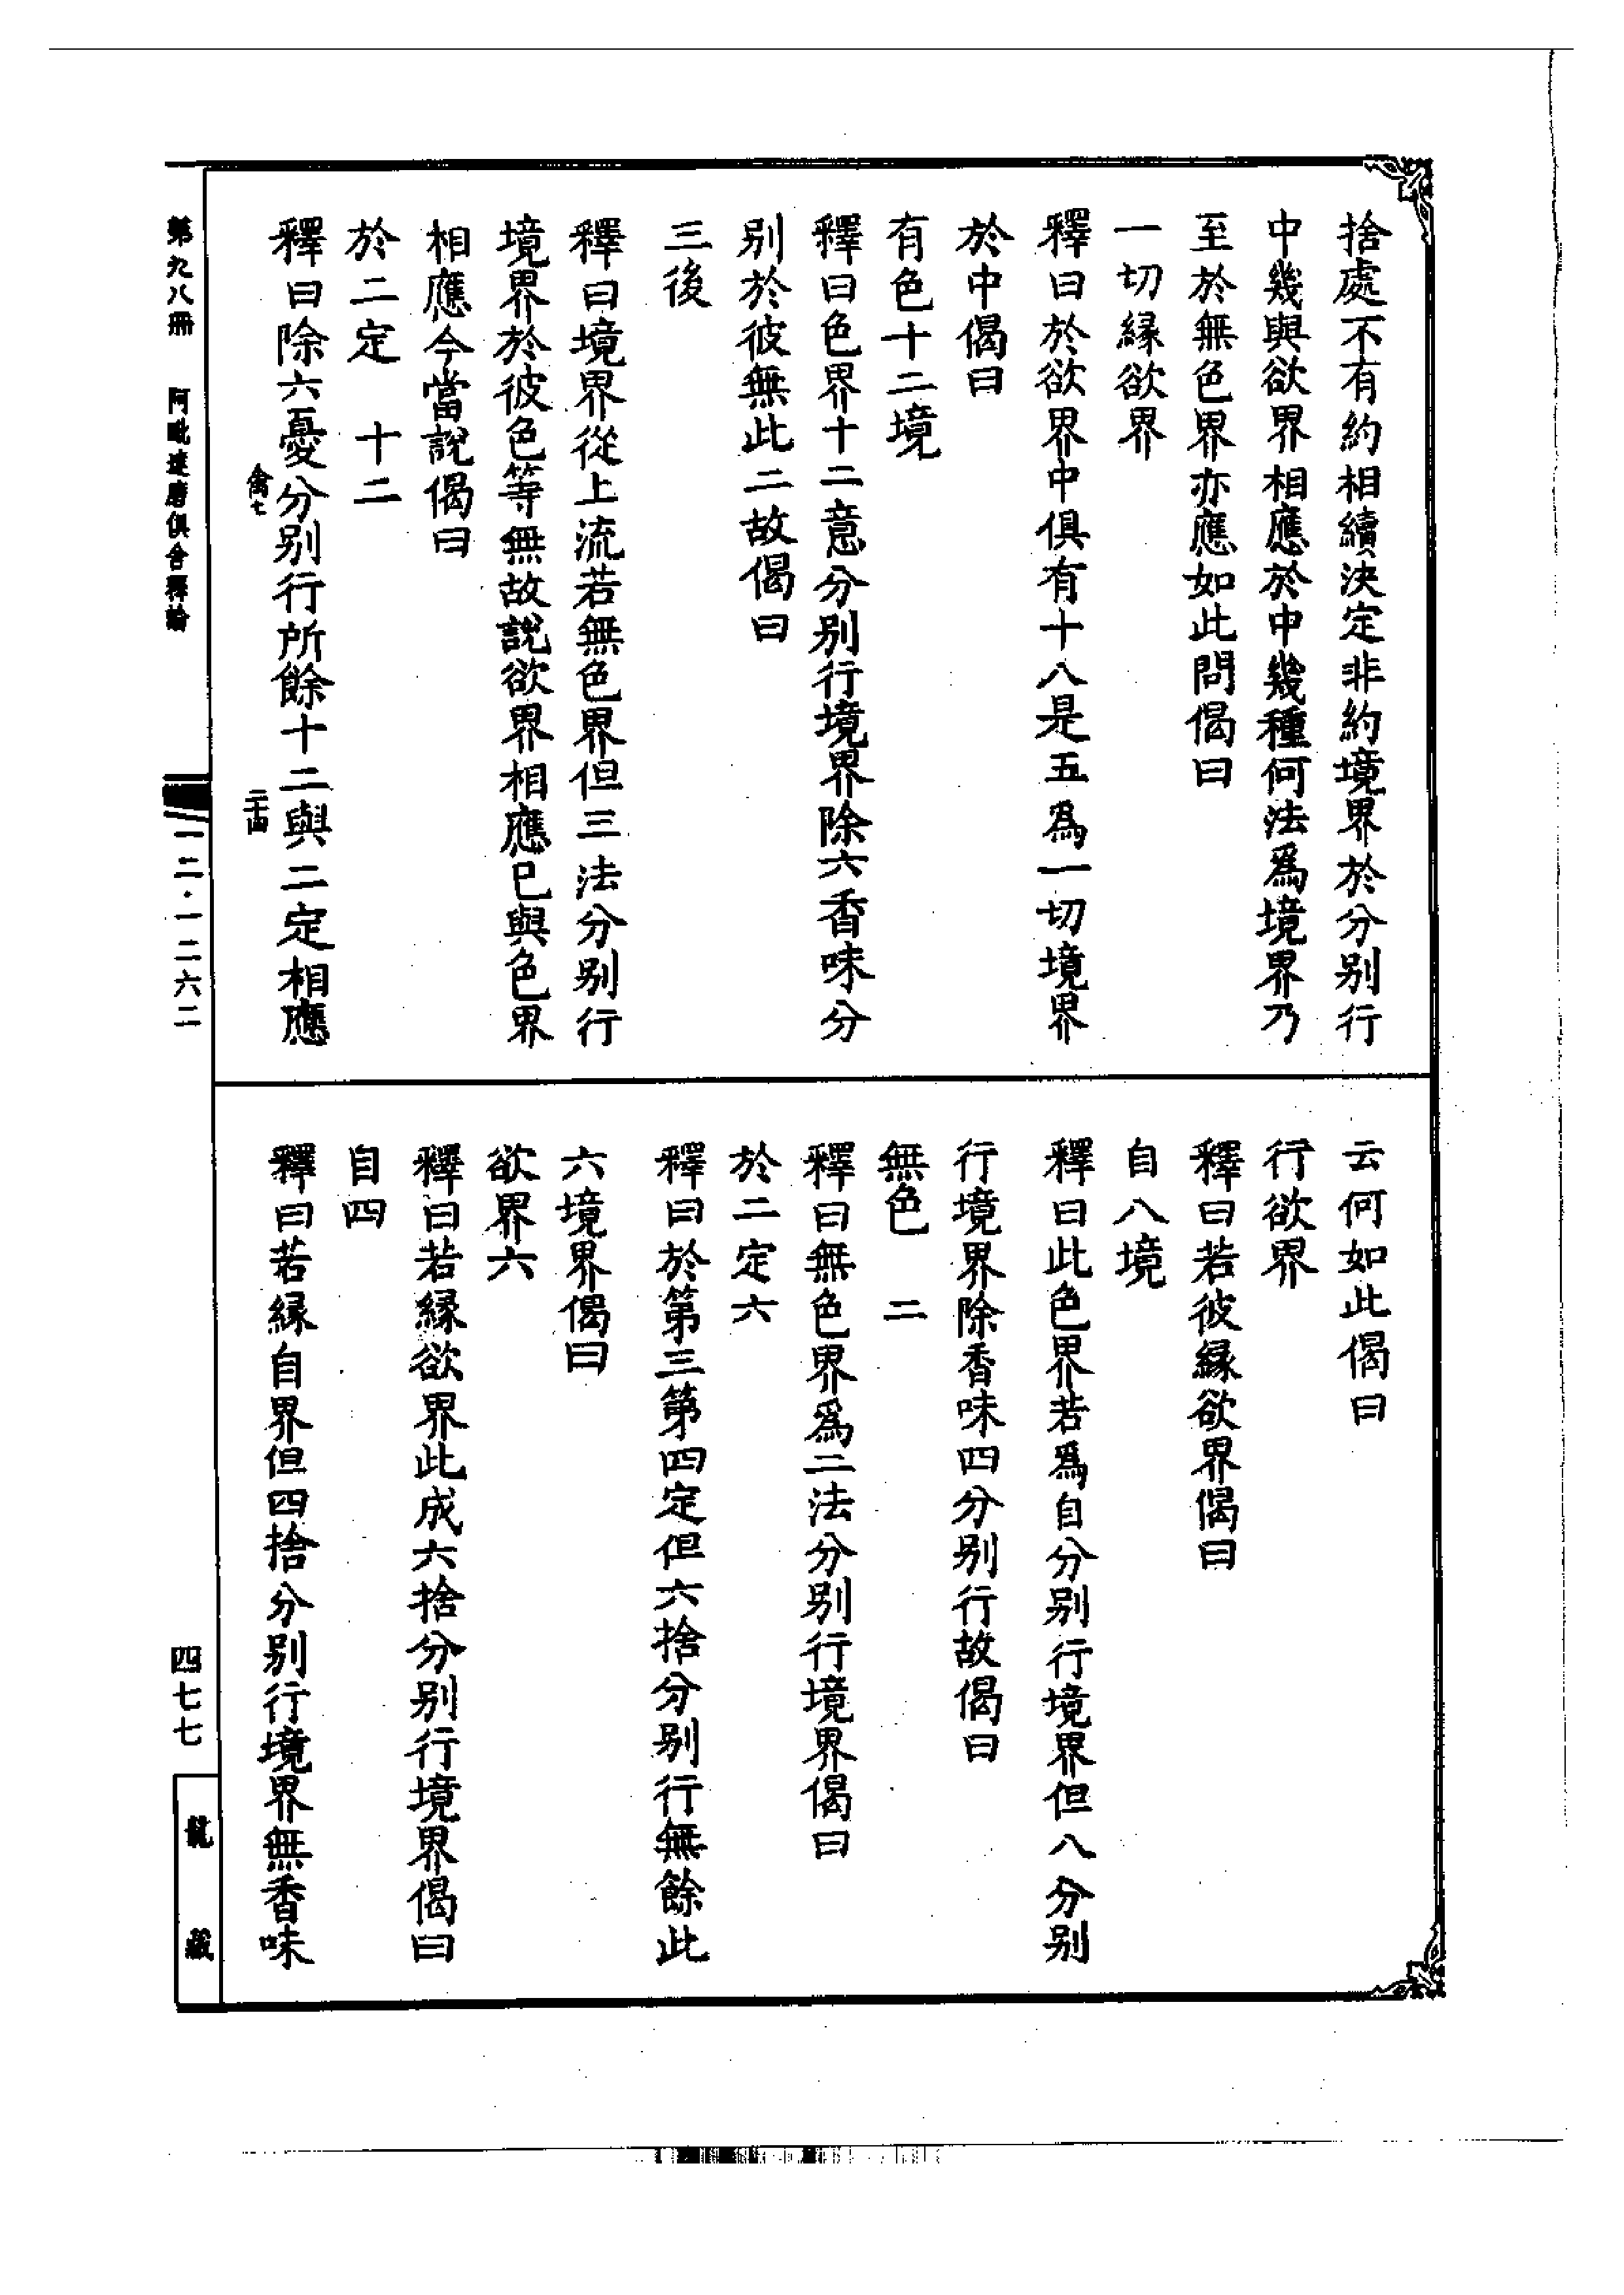 捨處不有約相續決定非約境界於分别行
中幾與欲界相應於中幾種何法爲境界乃
至於無色界亦應如此問偈曰
一切緣欲界
釋曰於欲界中俱有十八是五爲一切境界
於中偈曰
有色十二境
釋曰色界十二意分别行境界除六香味分
别於彼無此二故偈曰
三後
釋曰境界從上流若無色界但三法分别行
境界於彼色等無故說欲界相應已與色界
相應今當說偈曰
於二定　十二
釋曰除六憂分别行所餘十二與二定相應
云何如此偈曰
行欲界
釋曰若彼緣欲界偈曰
自八境
釋曰此色界若爲自分别行境界但八分别
行境界除香味四分别行故偈曰
無色　二
釋曰無色界爲二法分别行境界偈曰
於二定六
釋曰於第三第四定但六捨分别行無餘此
六境界偈曰
欲界六
釋曰若緣欲界此成六捨分别行境界偈曰
自四
釋曰若緣自界但四捨分别行境界無香味
禽七
二十四
第九八冊　阿毗達磨俱舍釋論
一二·一二六二
四七七
龍藏